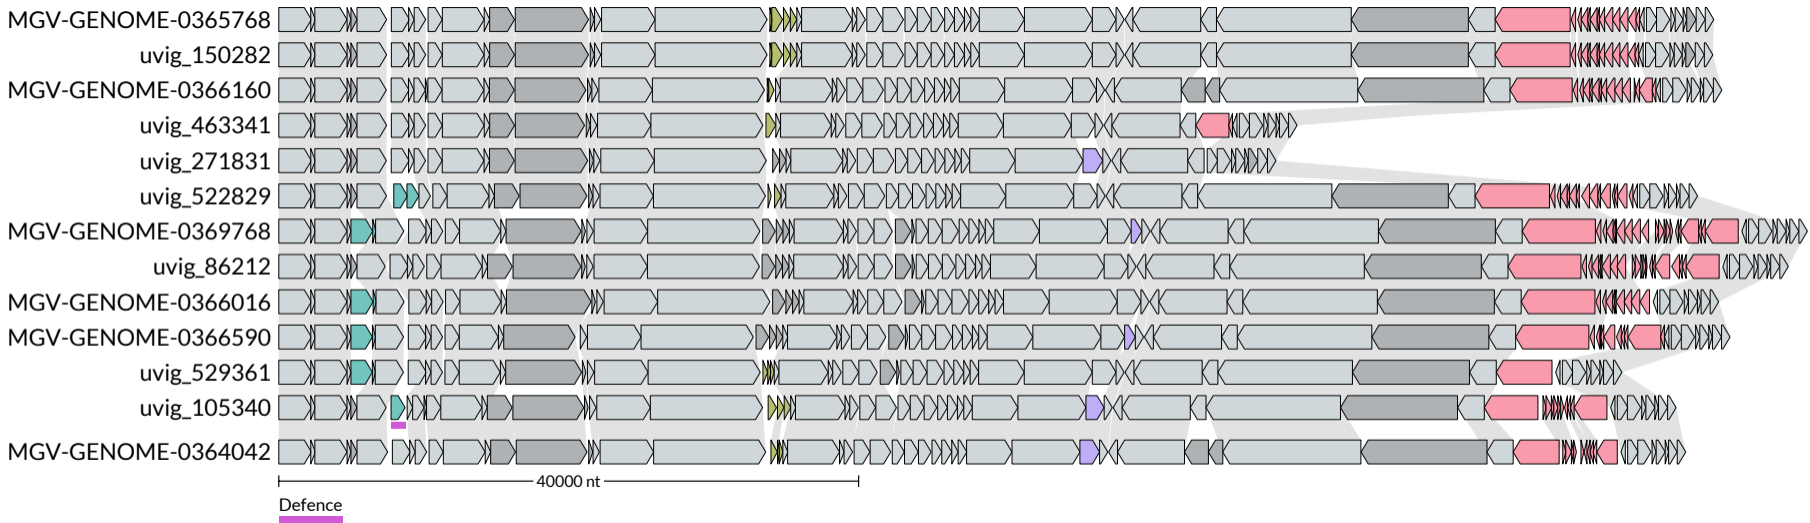 MGV-GENOME-0365768
uvig_150282
MGV-GENOME-0366160
uvig_463341
uvig_271831
uvig_522829
MGV-GENOME-0369768
uvig_86212
MGV-GENOME-0366016
MGV-GENOME-0366590
uvig_529361
uvig_105340
MGV-GENOME-0364042
40000 nt
Defence